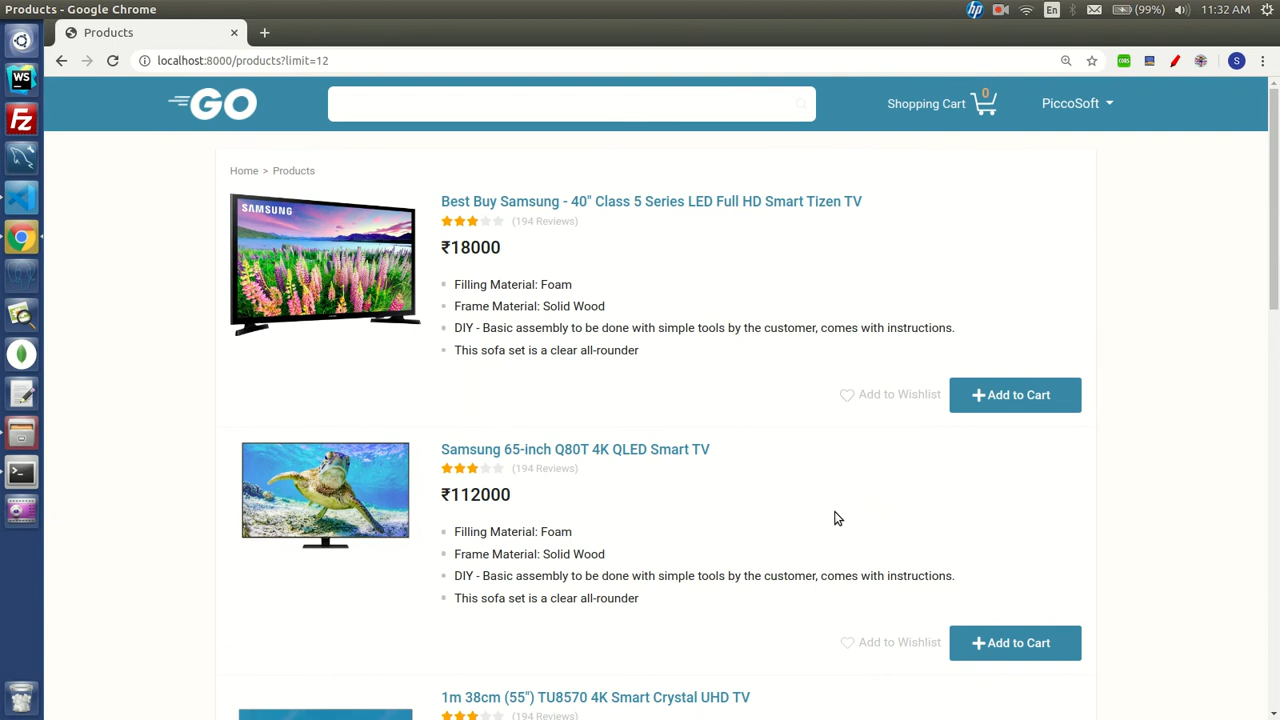 Products - Google Chrome
En
(99%)
11:32 AM
Products
localhost:8000/products?limit=12
CORS
S
WS
FZ
GO
Shopping Cart
0
PiccoSoft
Home > Products
SAMSUNG
Best Buy Samsung - 40" Class 5 Series LED Full HD Smart Tizen TV
(194 Reviews)
₹18000
Filling Material: Foam
Frame Material: Solid Wood
DIY - Basic assembly to be done with simple tools by the customer, comes with instructions.
This sofa set is a clear all-rounder
Add to Wishlist
Add to Cart
Samsung 65-inch Q80T 4K QLED Smart TV
(194 Reviews)
₹112000
Filling Material: Foam
Frame Material: Solid Wood
DIY - Basic assembly to be done with simple tools by the customer, comes with instructions.
This sofa set is a clear all-rounder
Add to Wishlist
Add to Cart
1m 38cm (55") TU8570 4K Smart Crystal UHD TV
(194 Reviews)